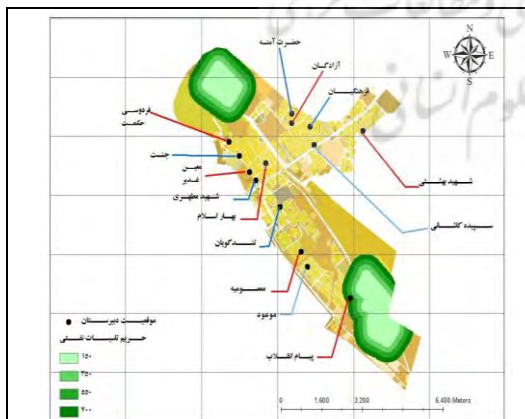 حضرت آمنه
آزادگان
فرهنگیان
N
W E
S
فردوسی
حکمت
جنت
معین
غدیر
شهید مطهری
بهار اسلام
شهید بهشتی
سپیده کاشانی
تندگویان
معصومیه
موعود
پیام انقلاب
موقعیت دبیرستان
حریم تاسیسات نفتی
۱۵۰
۳۵۰
۵۵۰
۷۰۰
0 1,600 3,200 6,400 Meters